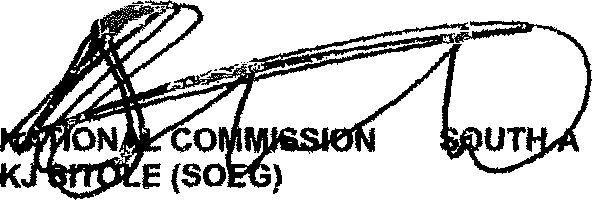 NATIONAL COMMISSION SOUTH A
KJ SITOLE (SOEG)